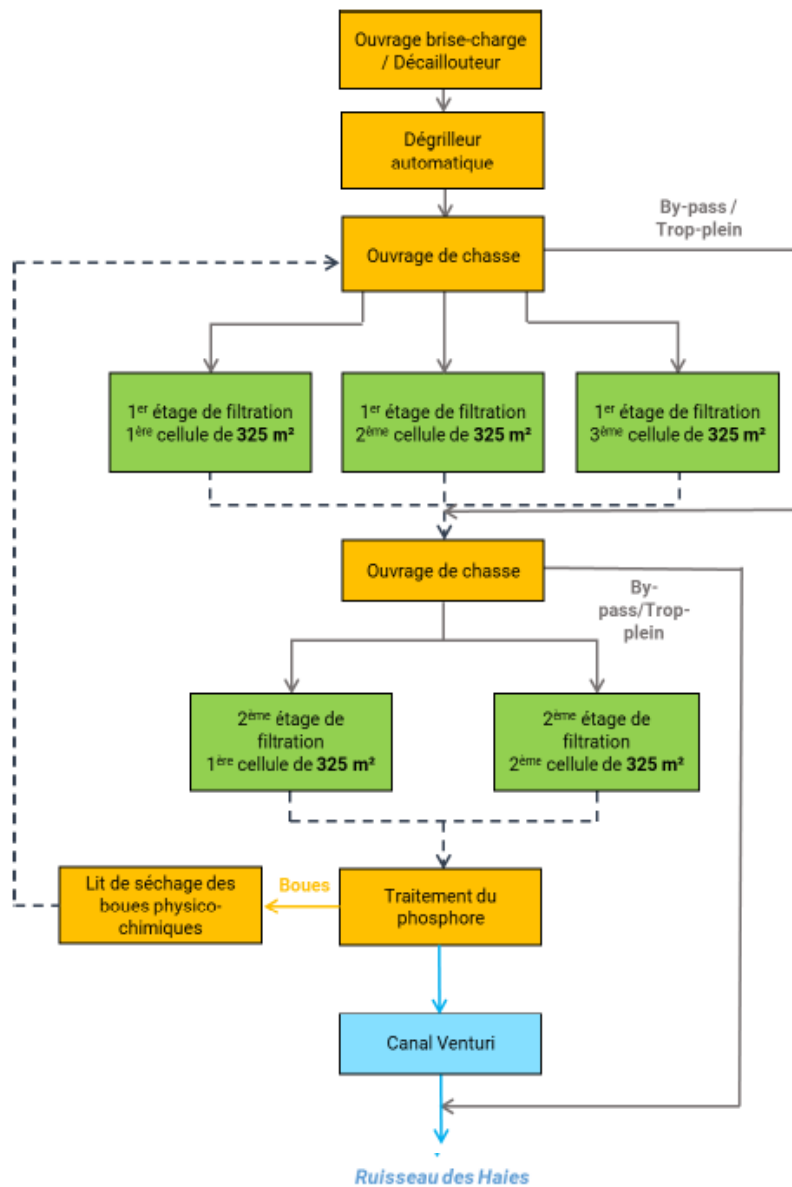 Ouvrage brise-charge
/ Décaillouteur
Dégrilleur
automatique
By-pass /
Trop-plein
Ouvrage de chasse
1er étage de filtration
1ère cellule de 325 m²
1er étage de filtration
2ème cellule de 325 m²
1er étage de filtration
3ème cellule de 325 m²
Ouvrage de chasse
By-
pass/Trop-
plein
2ème étage de
filtration
1ère cellule de 325 m²
2ème étage de
filtration
2ème cellule de 325 m²
Lit de séchage des
boues physico-
chimiques
Boues
Traitement du
phosphore
Canal Venturi
Ruisseau des Haies